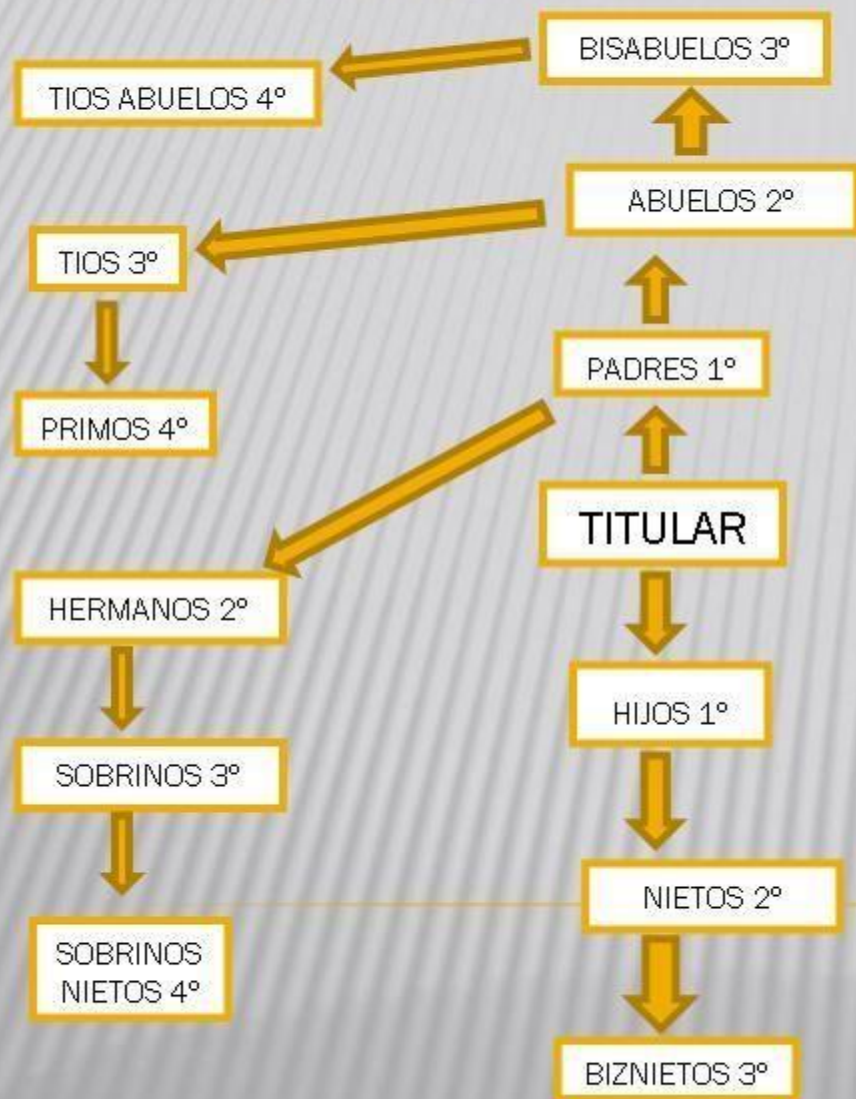 BISABUELOS 3º
TIOS ABUELOS 4º
ABUELOS 2º
TIOS 3º
PADRES 1º
PRIMOS 4º
TITULAR
HERMANOS 2º
HIJOS 1º
SOBRINOS 3º
NIETOS 2º
SOBRINOS
NIETOS 4º
BIZNIETOS 3º